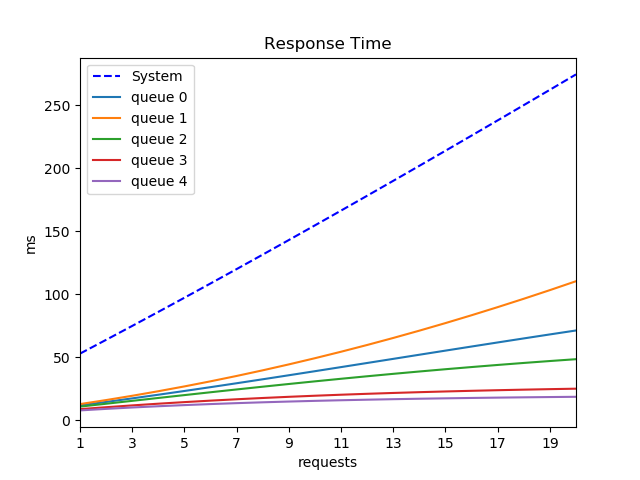 Response Time
System
queue 0
queue 1
queue 2
queue 3
queue 4
ms
250
200
150
100
50
0
1 3 5 7 9 11 13 15 17 19
requests